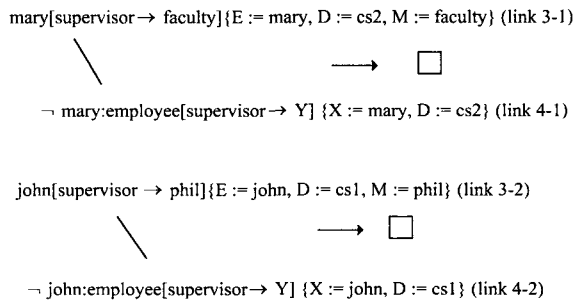 mary[supervisor→ faculty]{E := mary, D := cs2, M := faculty} (link 3-1)
¬ mary:employee[supervisor→ Y] {X := mary, D := cs2} (link 4-1)
john[supervisor → phil]{E := john, D := cs1, M := phil} (link 3-2)
¬ john:employee[supervisor→ Y] {X := john, D := cs1} (link 4-2)